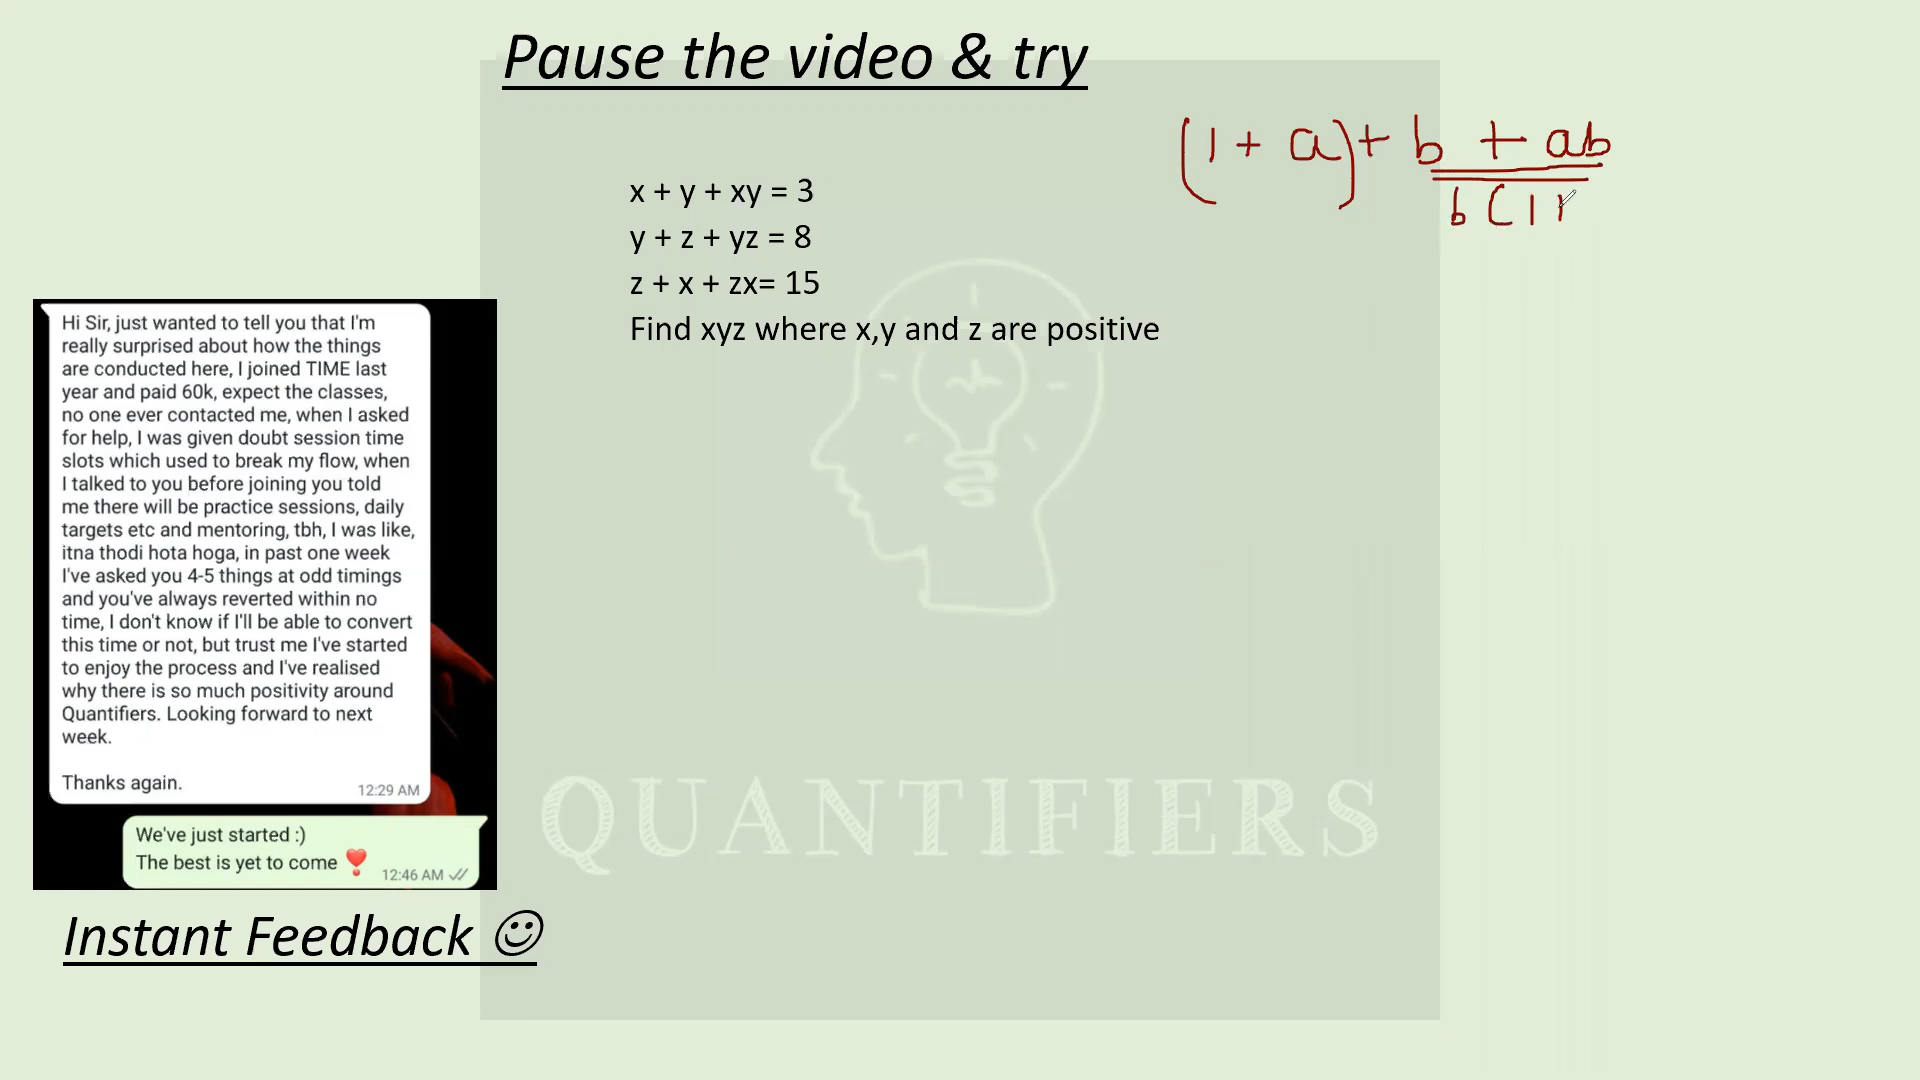 Pause the video & try
(1 + a) + b + ab
b ( 1
x + y + xy = 3
y + z + yz = 8
z + x + zx= 15
Find xyz where x,y and z are positive
Hi Sir, just wanted to tell you that I'm
really surprised about how the things
are conducted here, I joined TIME last
year and paid 60k, expect the classes,
no one ever contacted me, when I asked
for help, I was given doubt session time
slots which used to break my flow, when
I talked to you before joining you told
me there will be practice sessions, daily
targets etc and mentoring, tbh, I was like,
itna thodi hota hoga, in past one week
I've asked you 4-5 things at odd timings
and you've always reverted within no
time, I don't know if I'll be able to convert
this time or not, but trust me I've started
to enjoy the process and I've realised
why there is so much positivity around
Quantifiers. Looking forward to next
week.
Thanks again.
12:29 AM
We've just started :)
The best is yet to come ❣️
12:46 AM
QUANTIFIERS
Instant Feedback ☺